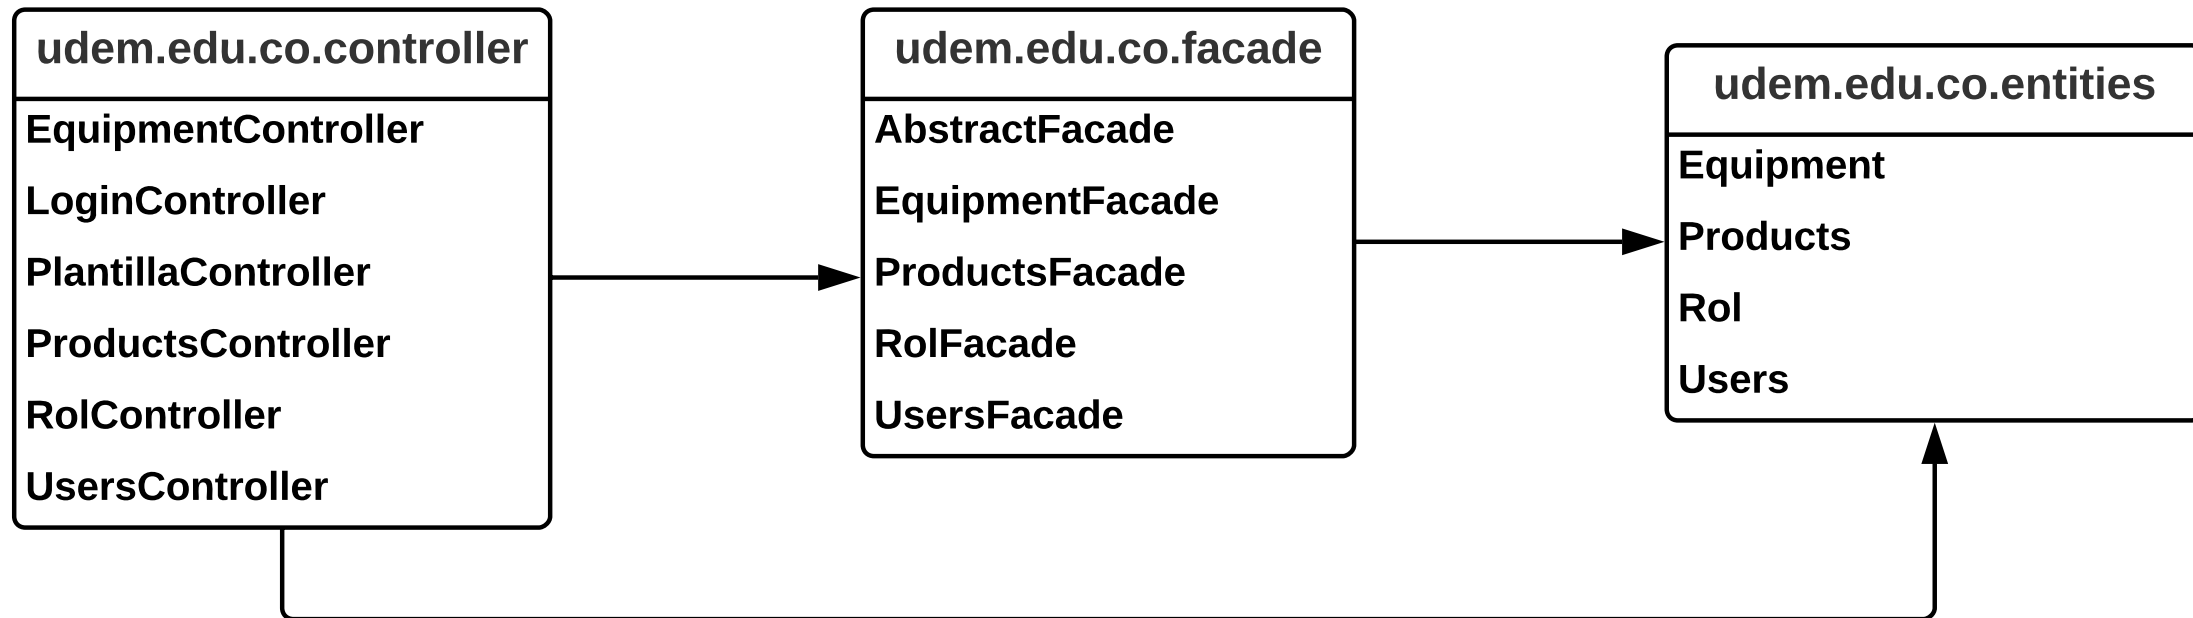 udem.edu.co.controller
EquipmentController
LoginController
PlantillaController
ProductsController
RolController
UsersController
udem.edu.co.facade
AbstractFacade
EquipmentFacade
ProductsFacade
RolFacade
UsersFacade
udem.edu.co.entities
Equipment
Products
Rol
Users